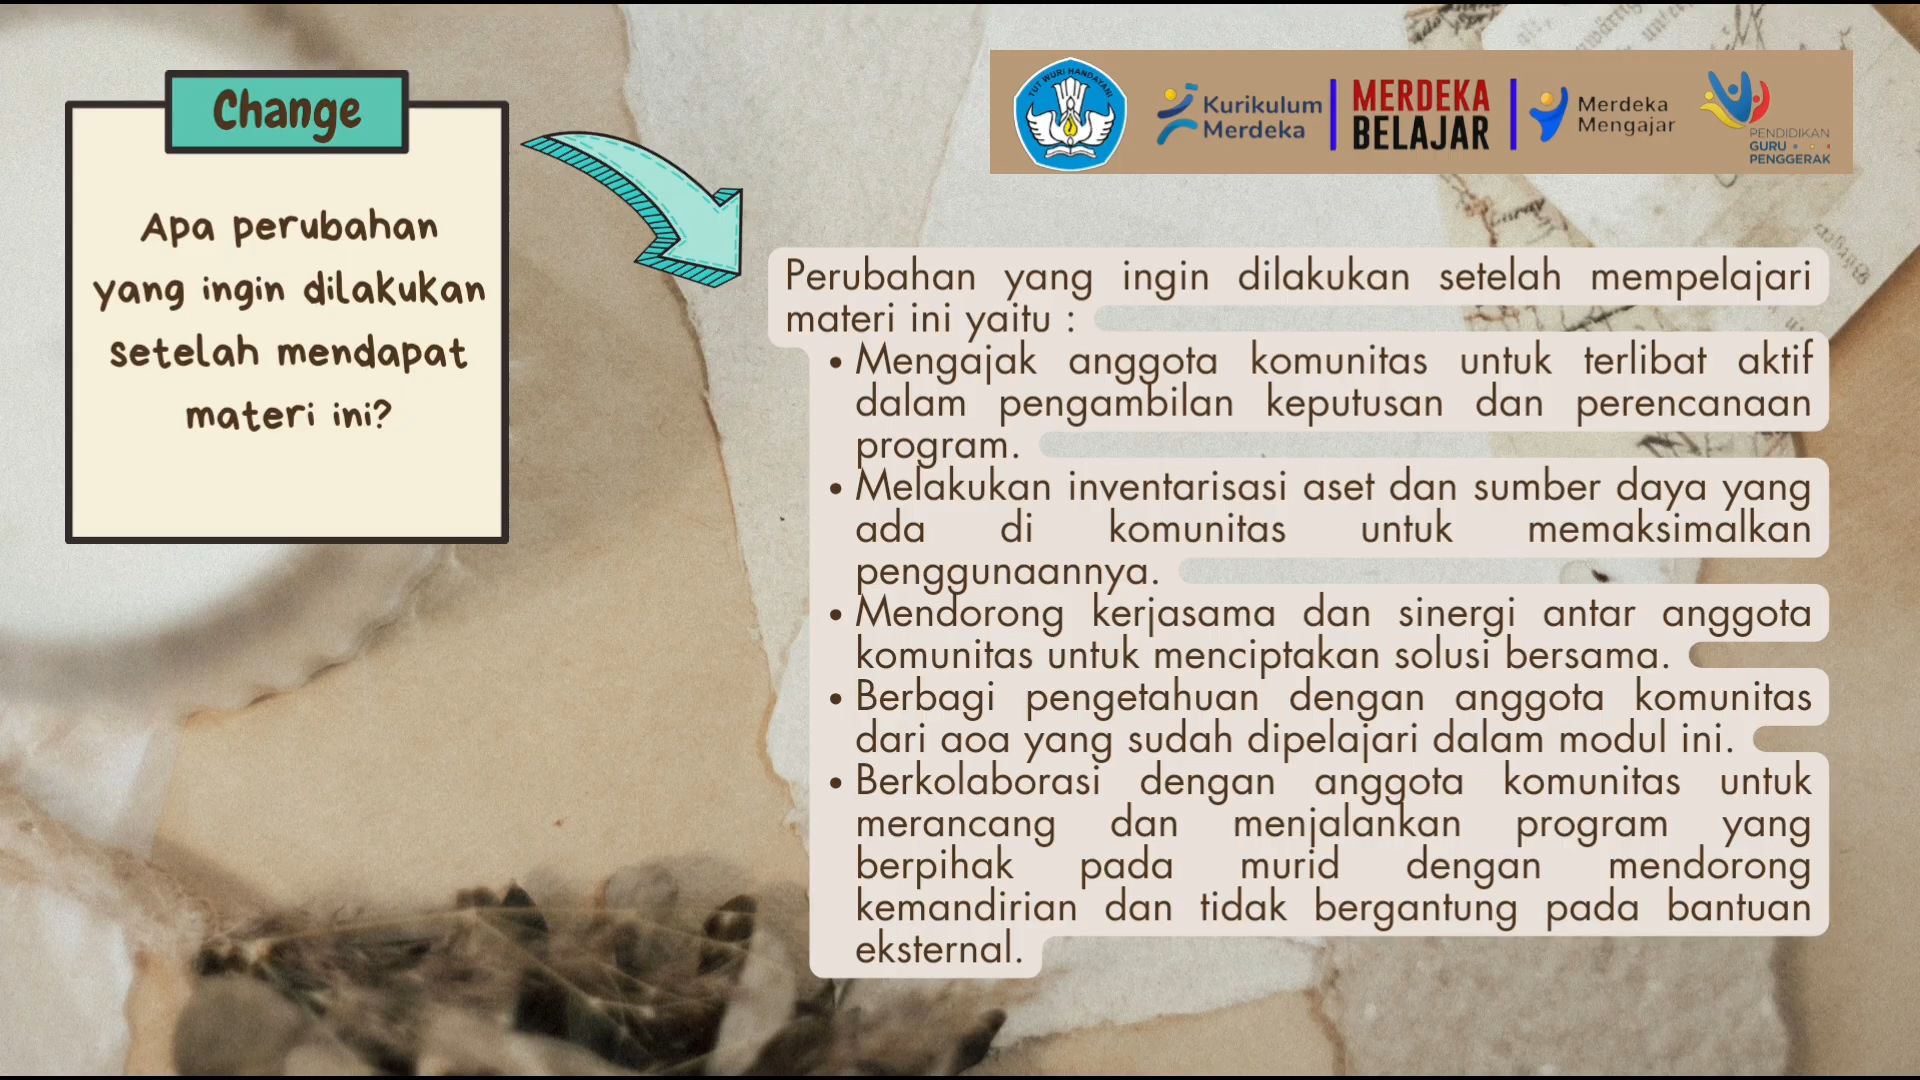 Change
Apa perubahan
yang ingin dilakukan
setelah mendapat
materi ini?
TUT WURI HANDAYANI
Kurikulum
Merdeka
MERDEKA
BELAJAR
Merdeka
Mengajar
PENDIDIKAN
GURU
PENGGERAK
Perubahan yang ingin dilakukan setelah mempelajari
materi ini yaitu :
• Mengajak anggota komunitas untuk terlibat aktif
dalam pengambilan keputusan dan perencanaan
program.
• Melakukan inventarisasi aset dan sumber daya yang
ada di komunitas untuk memaksimalkan
penggunaannya.
• Mendorong kerjasama dan sinergi antar anggota
komunitas untuk menciptakan solusi bersama.
• Berbagi pengetahuan dengan anggota komunitas
dari aoa yang sudah dipelajari dalam modul ini.
• Berkolaborasi dengan anggota komunitas untuk
merancang dan menjalankan program yang
berpihak pada murid dengan mendorong
kemandirian dan tidak bergantung pada bantuan
eksternal.